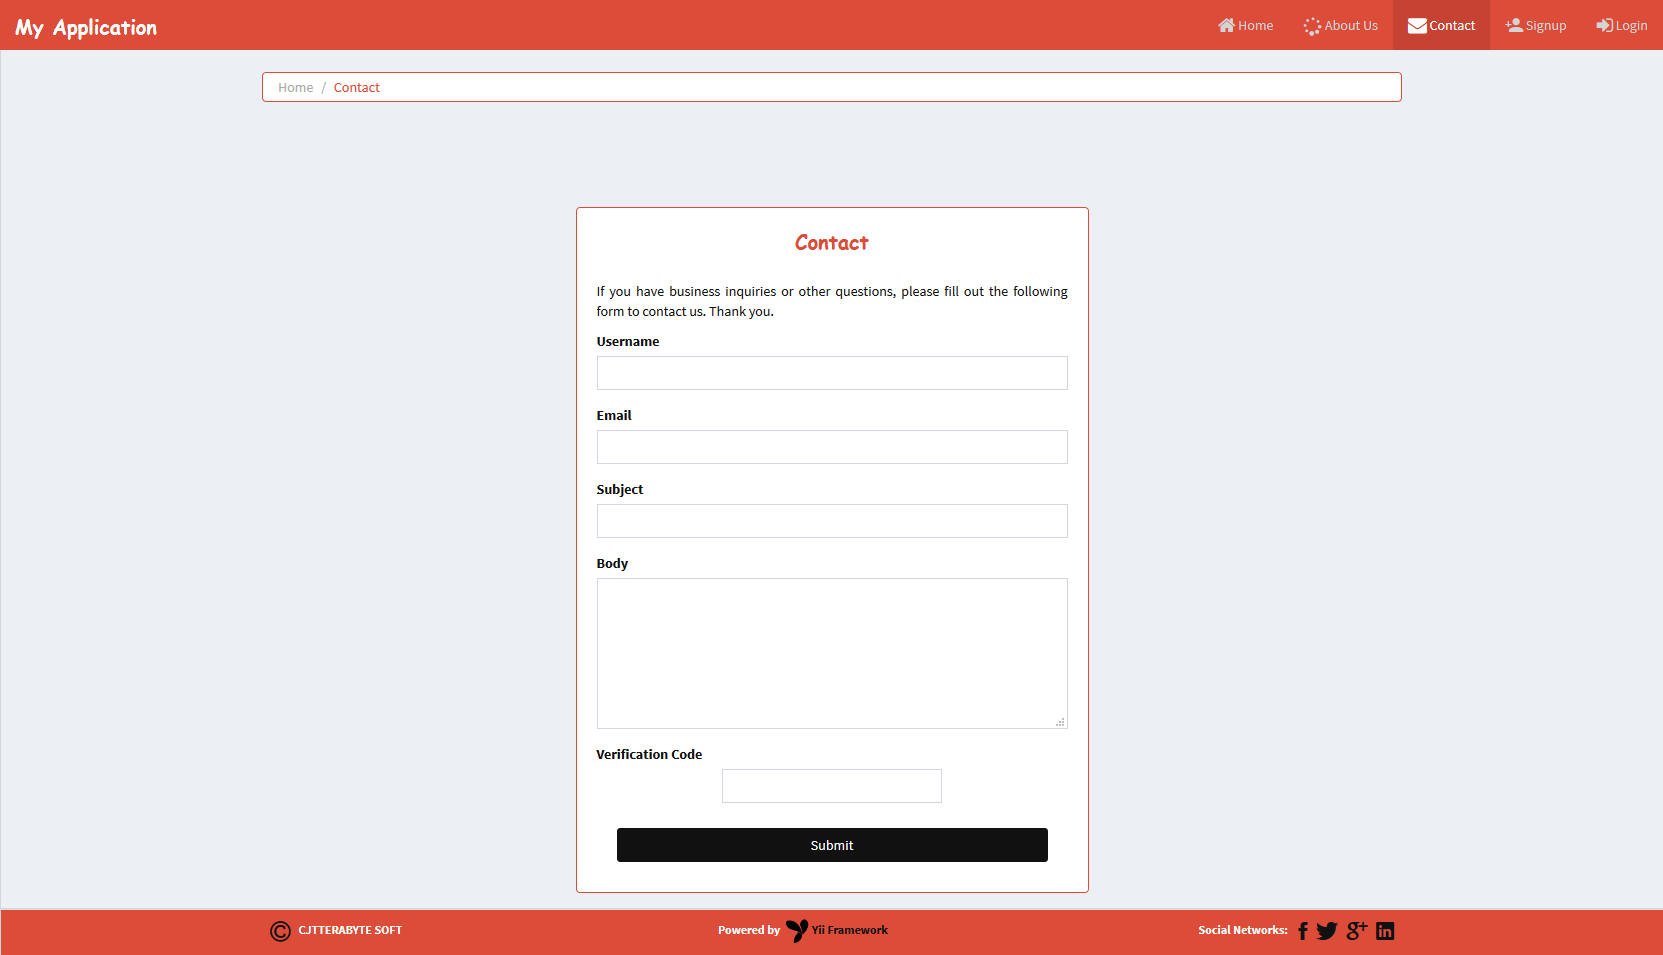 My Application
Home
About Us
Contact
Signup
Login
Home / Contact
Contact
If you have business inquiries or other questions, please fill out the following
form to contact us. Thank you.
Username
Email
Subject
Body
Verification Code
Submit
© CJTTERABYTE SOFT
Powered by Yii Framework
Social Networks: